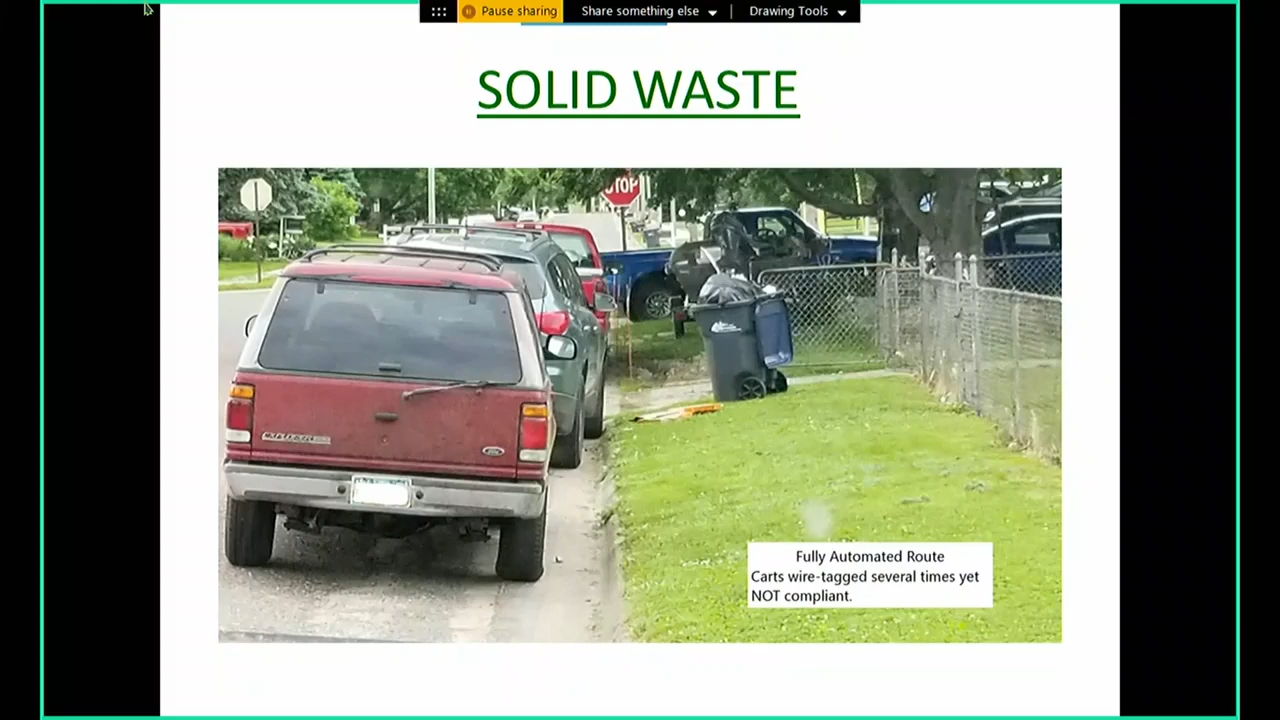 Pause sharing
Share something else
Drawing Tools
SOLID WASTE
STOP
Fully Automated Route
Carts wire-tagged several times yet
NOT compliant.